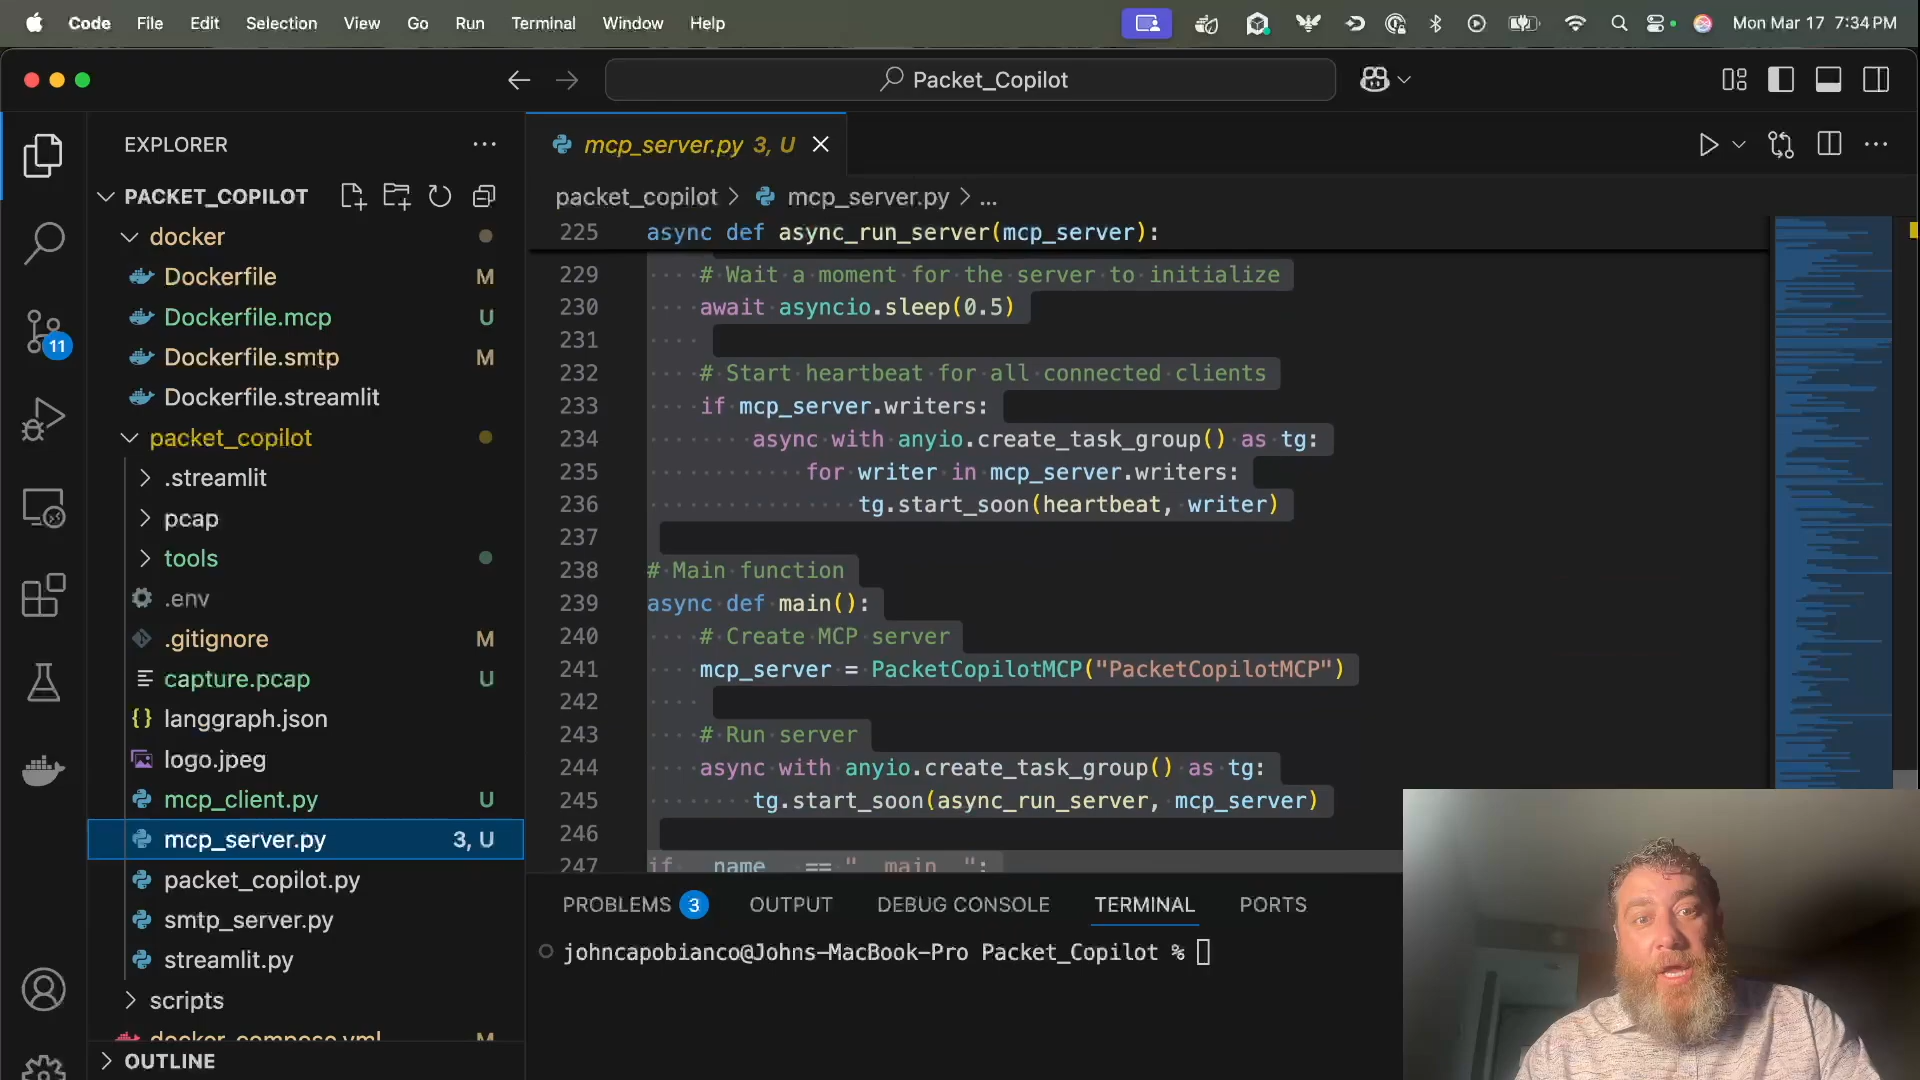 Code File Edit Selection View Go Run Terminal Window Help Mon Mar 17 7:34 PM
Packet_Copilot
EXPLORER
PACKET_COPILOT
docker
Dockerfile M
Dockerfile.mcp U
Dockerfile.smtp M
Dockerfile.streamlit
packet_copilot
.streamlit
pcap
tools
.env
.gitignore M
capture.pcap U
langgraph.json
logo.jpeg
mcp_client.py U
mcp_server.py 3, U
packet_copilot.py
smtp_server.py
streamlit.py
scripts
docker_compose.yml M
OUTLINE
11
mcp_server.py 3, U
packet_copilot > mcp_server.py > ...
225 async def async_run_server(mcp_server):
229 # Wait a moment for the server to initialize
230 await asyncio.sleep(0.5)
231
232 # Start heartbeat for all connected clients
233 if mcp_server.writers:
234 async with anyio.create_task_group() as tg:
235 for writer in mcp_server.writers:
236 tg.start_soon(heartbeat, writer)
237
238 # Main function
239 async def main():
240 # Create MCP server
241 mcp_server = PacketCopilotMCP("PacketCopilotMCP")
242
243 # Run server
244 async with anyio.create_task_group() as tg:
245 tg.start_soon(async_run_server, mcp_server)
246
247 if __name__ == "__main__":
PROBLEMS 3 OUTPUT DEBUG CONSOLE TERMINAL PORTS
johncapobianco@Johns-MacBook-Pro Packet_Copilot %